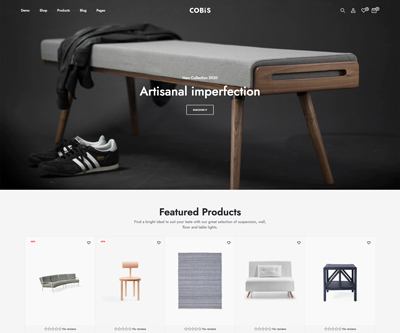 Demo Shop Products Blog Pages
COBiS
New Collection 2020
Artisanal imperfection
Featured Products
Find a bright ideal to suit your taste with our great selection of suspension, wall,
floor and table lights.
No reviews No reviews No reviews No reviews No reviews